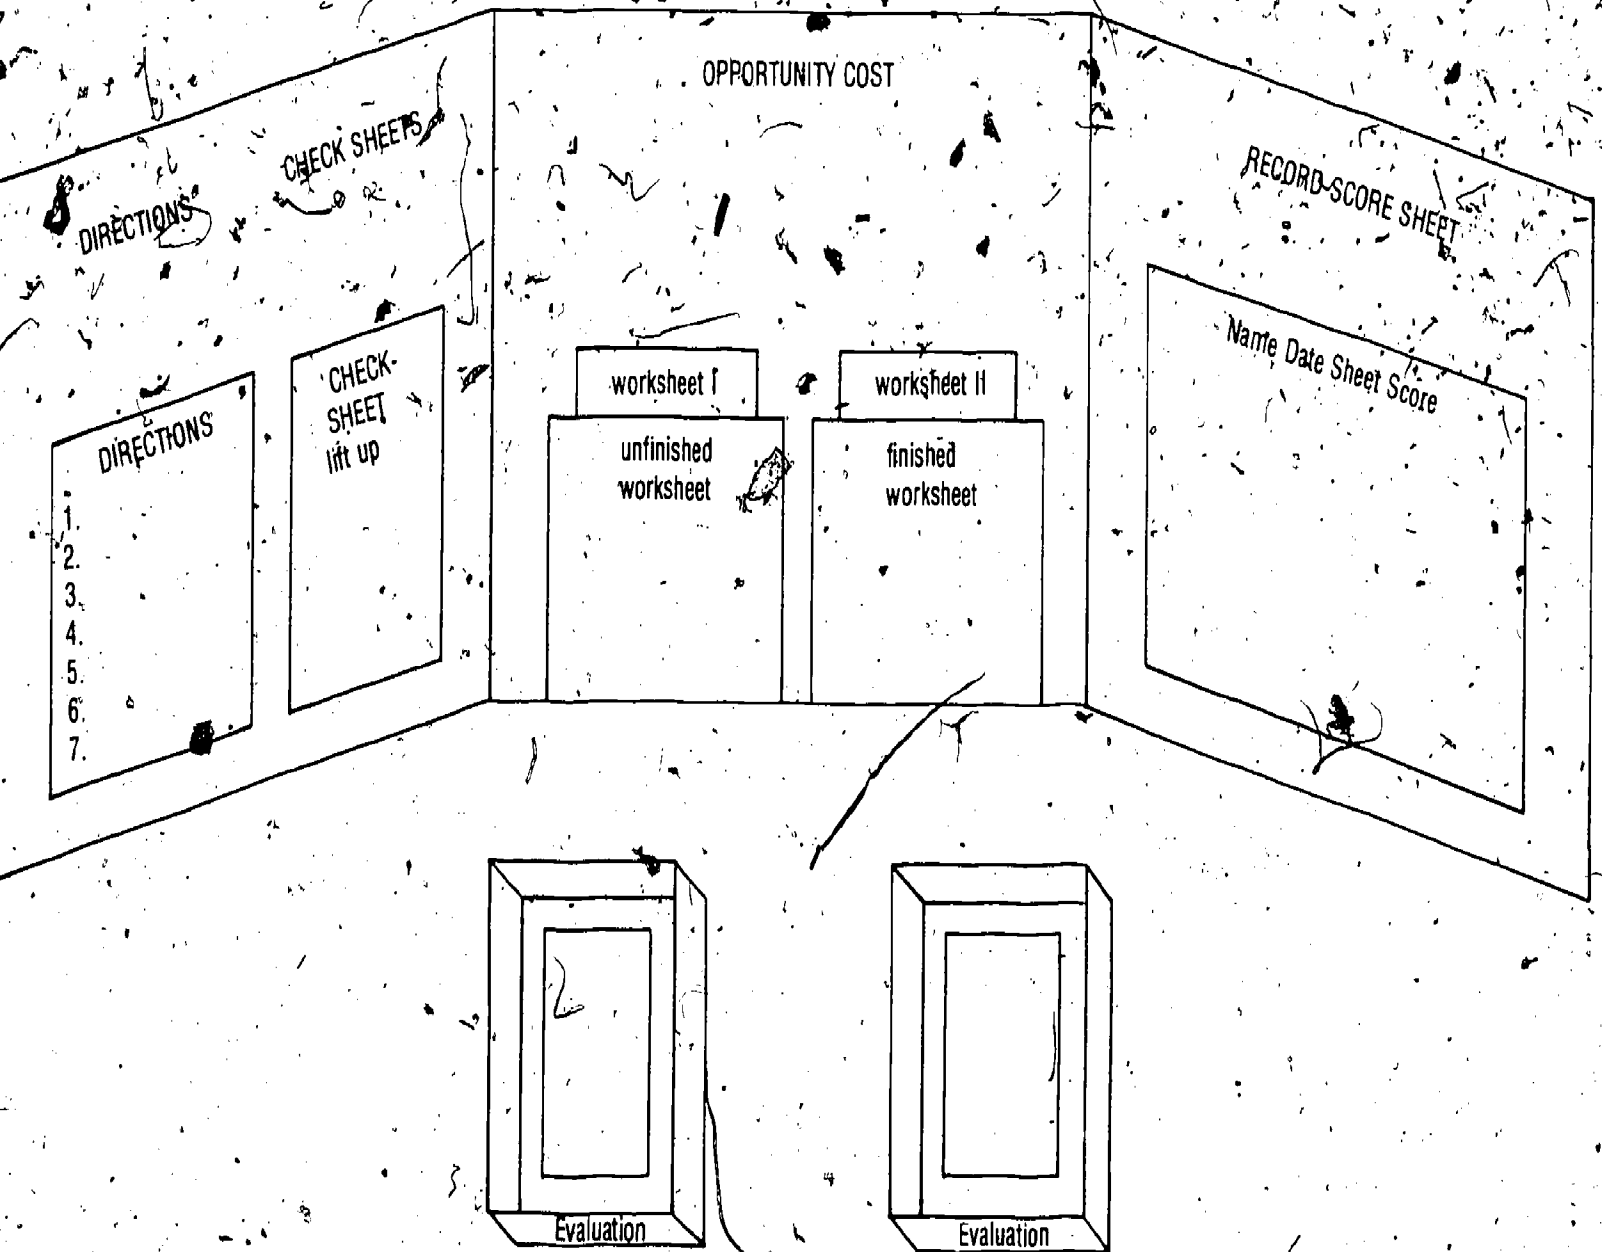 OPPORTUNITY COST
CHECK SHEETS
DIRECTIONS
DIRECTIONS
1.
2.
3.
4.
5.
6.
7.
CHECK-
SHEET
lift up
worksheet I
unfinished
worksheet
worksheet II
finished
worksheet
RECORD-SCORE SHEET
Name Date Sheet Score
Evaluation
Evaluation